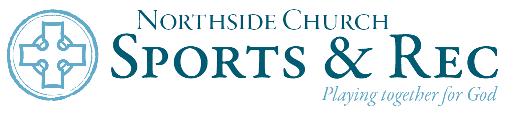 Northside Church
Sports & Rec
Playing together for God